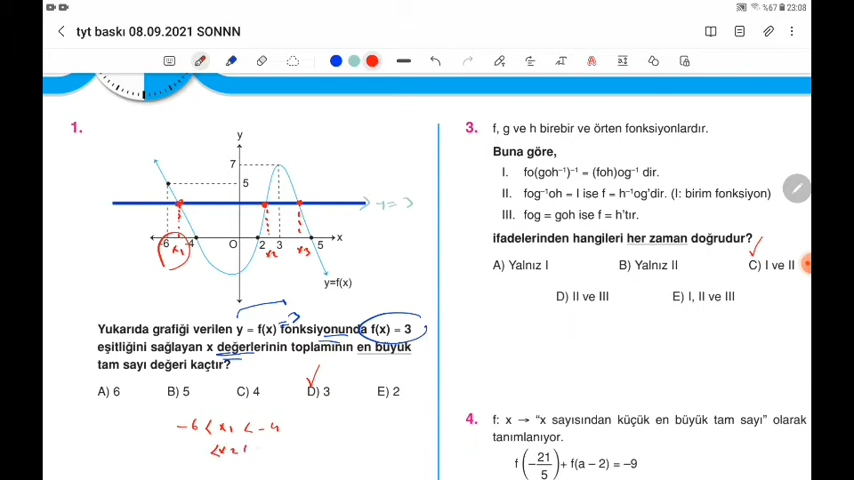 %67 23:08
tyt baskı 08.09.2021 SONNN
1.
y
7
5
y = 3
-6
-4
O
2
3
5
x
x1
x2
x3
y=f(x)
= 3
Yukarıda grafiği verilen y = f(x) fonksiyonunda f(x) = 3
eşitliğini sağlayan x değerlerinin toplamının en büyük
tam sayı değeri kaçtır?
A) 6 B) 5 C) 4 D) 3 E) 2
-6 < x1 < -4
< x2 <
3. f, g ve h birebir ve örten fonksiyonlardır.
Buna göre,
I. fo(goh⁻¹)⁻¹ = (foh)og⁻¹ dir.
II. fog⁻¹oh = I ise f = h⁻¹og'dir. (I: birim fonksiyon)
III. fog = goh ise f = h'tır.
ifadelerinden hangileri her zaman doğrudur?
A) Yalnız I B) Yalnız II C) I ve II
D) II ve III E) I, II ve III
4. f: x → “x sayısından küçük en büyük tam sayı” olarak
tanımlanıyor.
f(-21/5) + f(a – 2) = –9